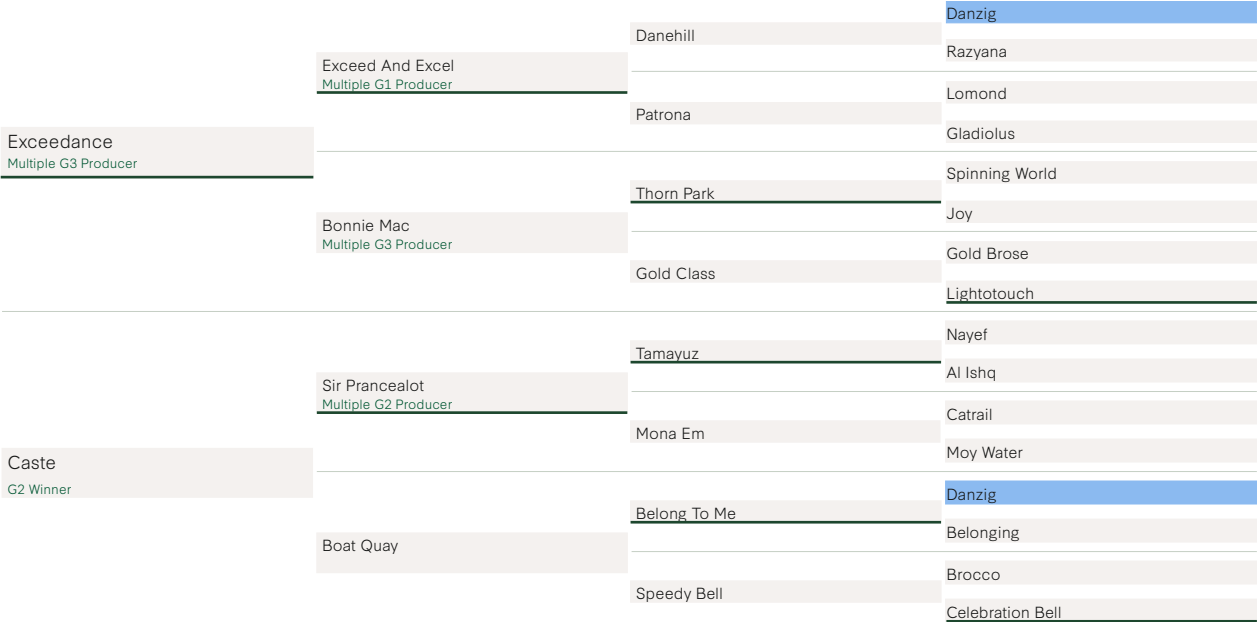 Exceedance
Multiple G3 Producer
Caste
G2 Winner
Exceed And Excel
Multiple G1 Producer
Bonnie Mac
Multiple G3 Producer
Sir Prancealot
Multiple G2 Producer
Boat Quay
Danehill
Patrona
Thorn Park
Gold Class
Tamayuz
Mona Em
Belong To Me
Speedy Bell
Danzig
Razyana
Lomond
Gladiolus
Spinning World
Joy
Gold Brose
Lightotouch
Nayef
Al Ishq
Catrail
Moy Water
Danzig
Belonging
Brocco
Celebration Bell